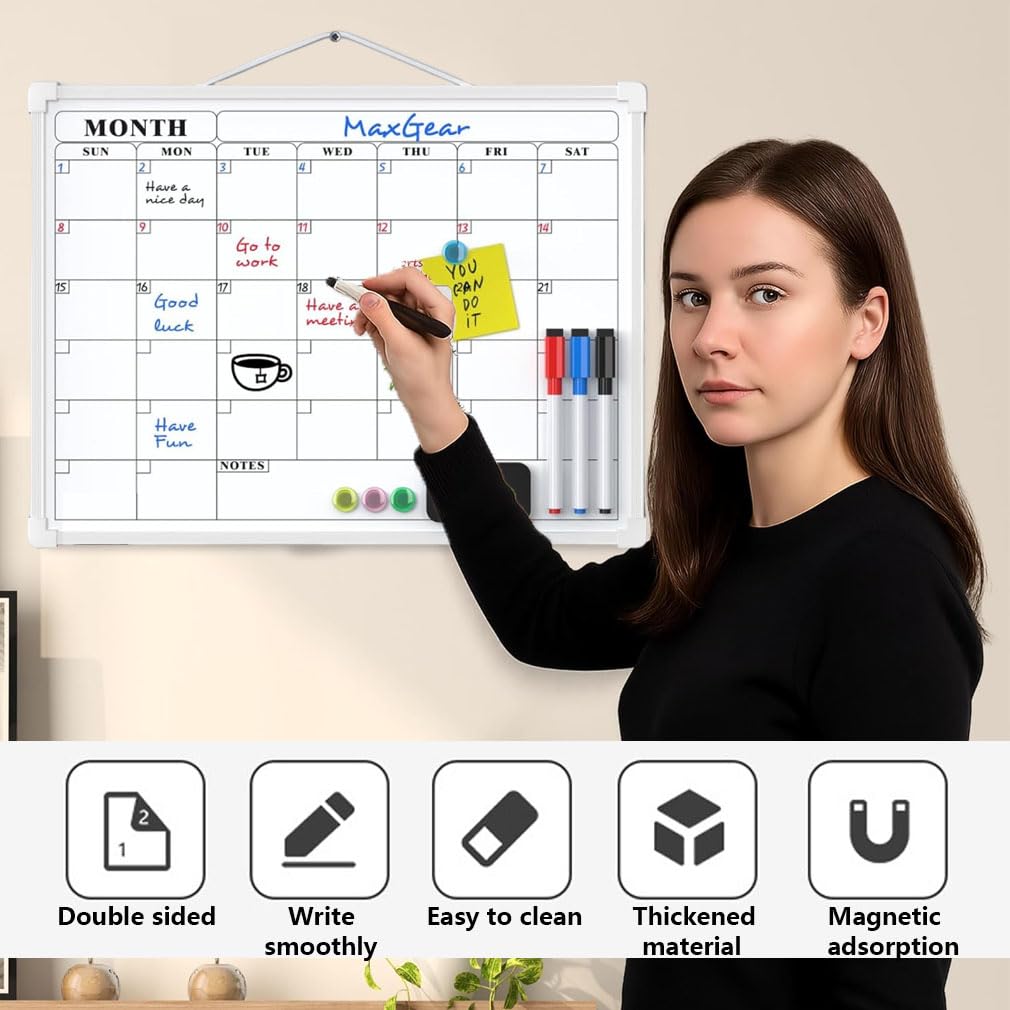 MONTH MaxGear
SUN MON TUE WED THU FRI SAT
1 2 3 4 5 6 7
Have a
nice day
8 9 10 11 12 13 14
Go to
work
YOU
CAN
DO
IT
15 16 17 18 21
Good
luck
Have a
Have
Fun
NOTES
2
1
Double sided
Write
smoothly
Easy to clean
Thickened
material
Magnetic
adsorption